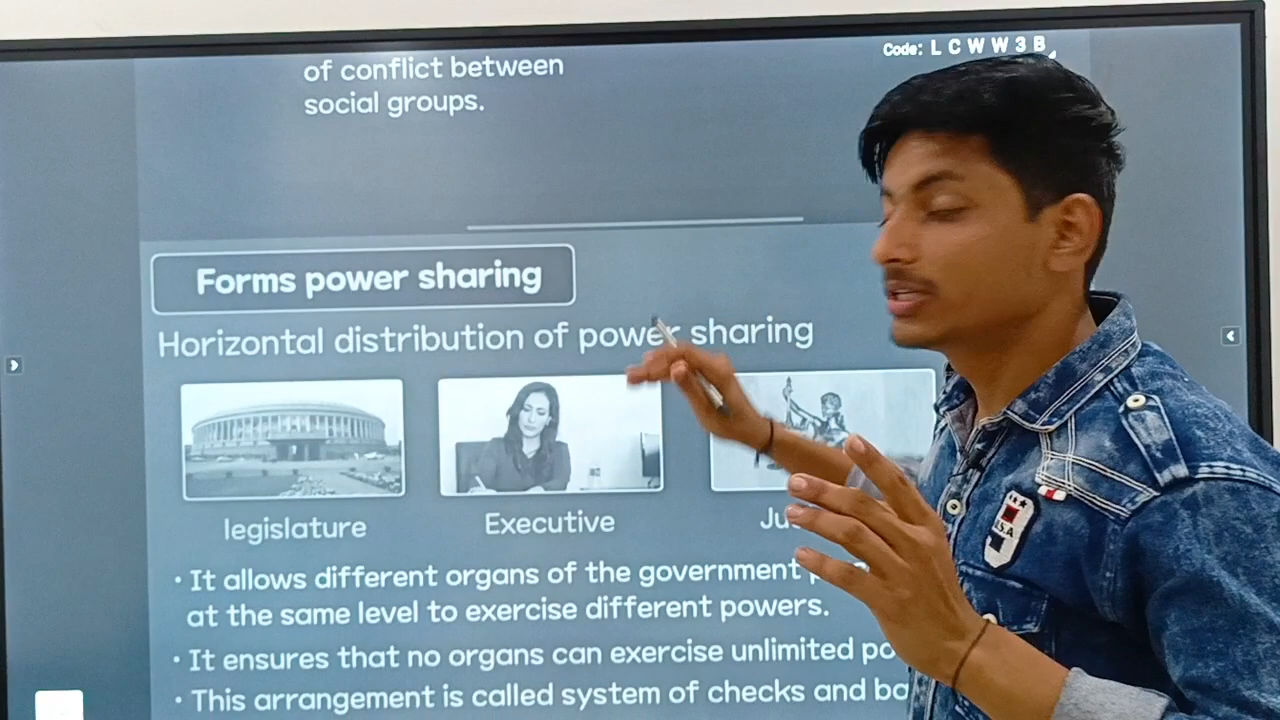 Code: L C W W 3 B
of conflict between
social groups.
Forms power sharing
Horizontal distribution of power sharing
legislature
Executive
It allows different organs of the government
at the same level to exercise different powers.
• It ensures that no organs can exercise unlimited
• This arrangement is called system of checks and